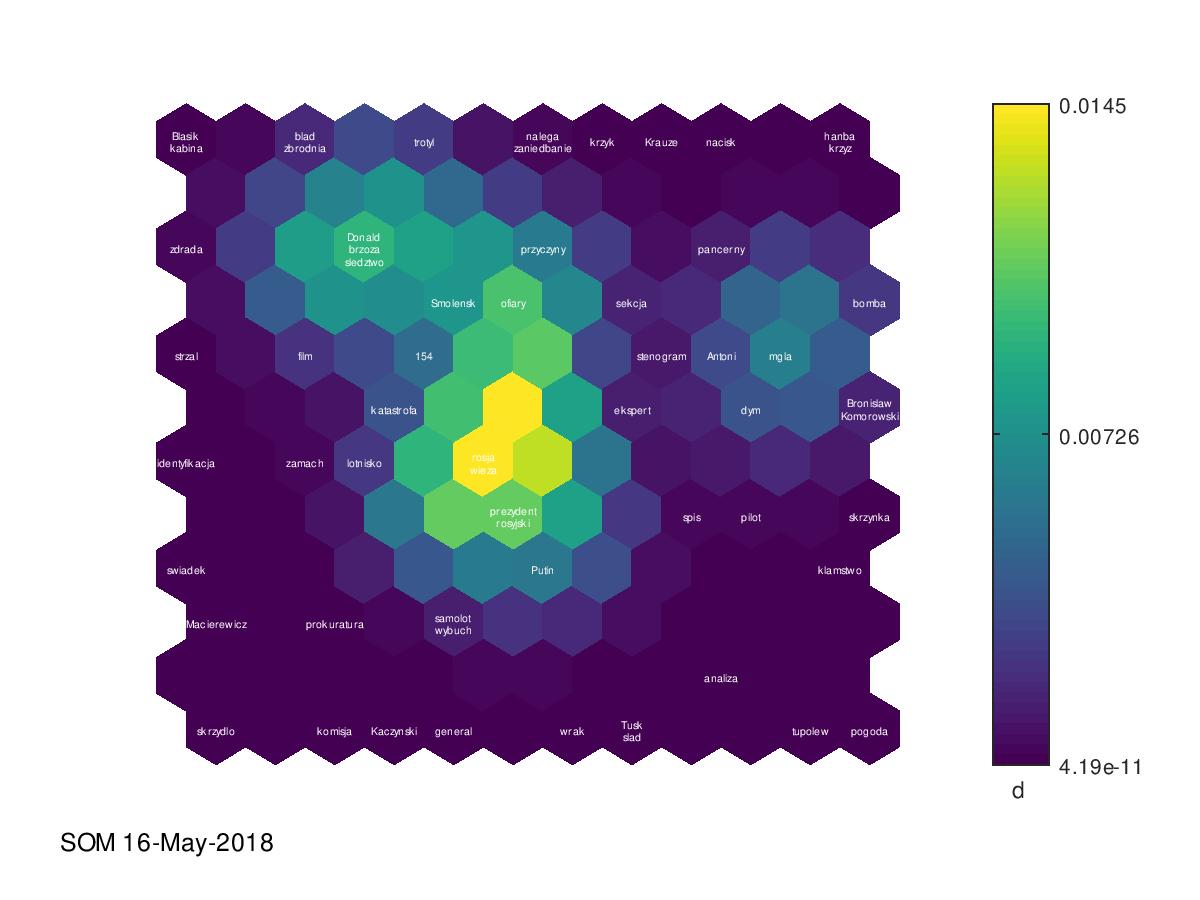 0.0145
Blasik
kabina
blad
zbrodnia
trotyl
nalega
zaniedbanie
krzyk
Krauze
nacisk
hanba
krzyz
zdrada
Donald
brzoza
sledztwo
przyczyny
pancerny
Smolensk
ofiary
sekcja
bomba
strzal
film
154
stenogram
Antoni
mgla
katastrofa
ekspert
dym
Bronislaw
Komorowski
0.00726
identyfikacja
zamach
lotnisko
rosja
wieza
prezydent
rosyjski
spis
pilot
skrzynka
swiadek
Putin
klamstwo
Macierewicz
prokuratura
samolot
wybuch
analiza
skrzydlo
komisja
Kaczynski
general
wrak
Tusk
slad
tupolew
pogoda
4.19e-11
d
SOM 16-May-2018